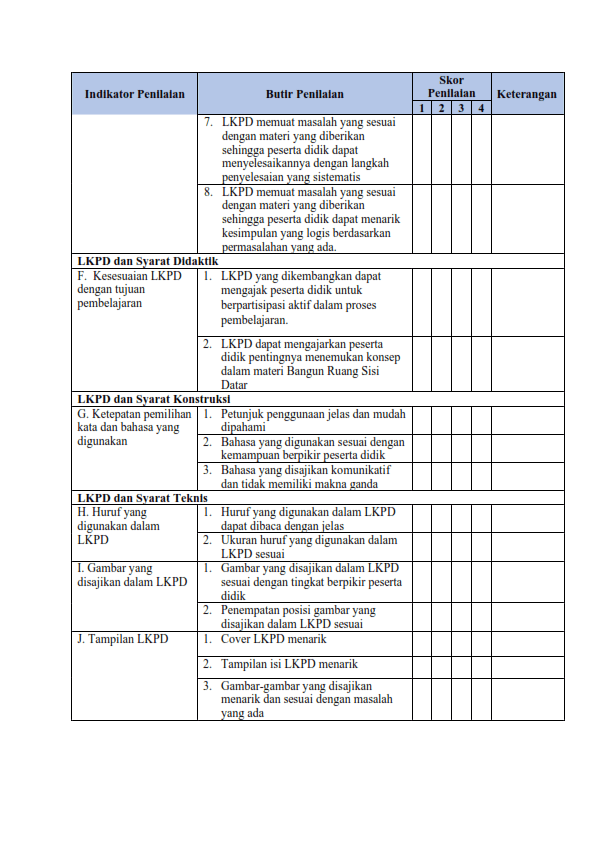 Indikator Penilaian
Butir Penilaian
Skor
Penilaian
Keterangan
1 2 3 4
7. LKPD memuat masalah yang sesuai
dengan materi yang diberikan
sehingga peserta didik dapat
menyelesaikannya dengan langkah
penyelesaian yang sistematis
8. LKPD memuat masalah yang sesuai
dengan materi yang diberikan
sehingga peserta didik dapat menarik
kesimpulan yang logis berdasarkan
permasalahan yang ada.
LKPD dan Syarat Didaktik
F. Kesesuaian LKPD
dengan tujuan
pembelajaran
1. LKPD yang dikembangkan dapat
mengajak peserta didik untuk
berpartisipasi aktif dalam proses
pembelajaran.
2. LKPD dapat mengajarkan peserta
didik pentingnya menemukan konsep
dalam materi Bangun Ruang Sisi
Datar
LKPD dan Syarat Konstruksi
G. Ketepatan pemilihan
kata dan bahasa yang
digunakan
1. Petunjuk penggunaan jelas dan mudah
dipahami
2. Bahasa yang digunakan sesuai dengan
kemampuan berpikir peserta didik
3. Bahasa yang disajikan komunikatif
dan tidak memiliki makna ganda
LKPD dan Syarat Teknis
H. Huruf yang
digunakan dalam
LKPD
1. Huruf yang digunakan dalam LKPD
dapat dibaca dengan jelas
2. Ukuran huruf yang digunakan dalam
LKPD sesuai
I. Gambar yang
disajikan dalam LKPD
1. Gambar yang disajikan dalam LKPD
sesuai dengan tingkat berpikir peserta
didik
2. Penempatan posisi gambar yang
disajikan dalam LKPD sesuai
J. Tampilan LKPD
1. Cover LKPD menarik
2. Tampilan isi LKPD menarik
3. Gambar-gambar yang disajikan
menarik dan sesuai dengan masalah
yang ada